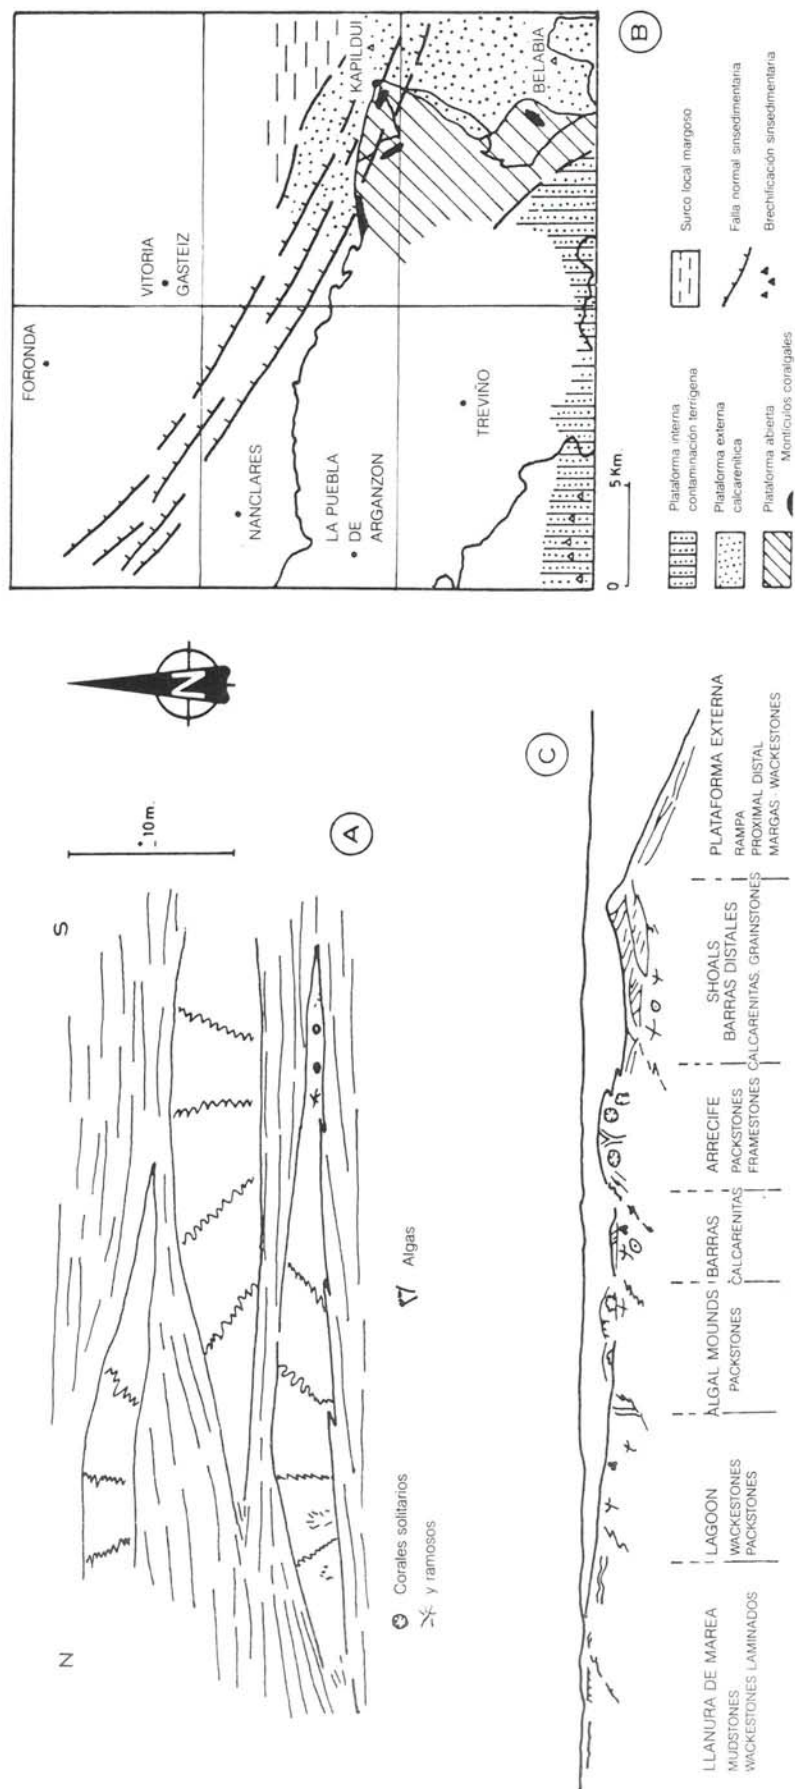 N
S
10 m.
A
Corales solitarios
y ramosos
Algas
N
FORONDA
VITORIA
GASTEIZ
NANCLARES
LA PUEBLA
DE
ARGANZON
TREVIÑO
KAPILDUI
BELABIA
B
0
5 Km.
Plataforma interna
contaminación terrígena
Plataforma externa
calcarenítica
Plataforma abierta
Montículos coralgales
Surco local margoso
Falla normal sinsedimentaria
Brechificación sinsedimentaria
C
LLANURA DE MAREA
MUDSTONES
WACKESTONES LAMINADOS
LAGOON
WACKESTONES
PACKSTONES
ALGAL MOUNDS
PACKSTONES
BARRAS
CALCARENITAS
ARRECIFE
PACKSTONES
FRAMESTONES
SHOALS
BARRAS DISTALES
CALCARENITAS, GRAINSTONES
PLATAFORMA EXTERNA
RAMPA
PROXIMAL DISTAL
MARGAS - WACKESTONES